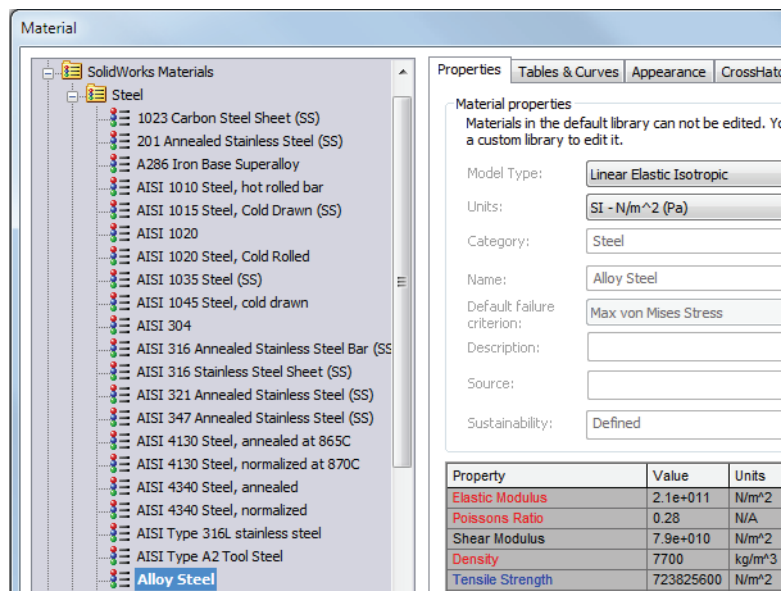 Material
SolidWorks Materials
Steel
1023 Carbon Steel Sheet (SS)
201 Annealed Stainless Steel (SS)
A286 Iron Base Superalloy
AISI 1010 Steel, hot rolled bar
AISI 1015 Steel, Cold Drawn (SS)
AISI 1020
AISI 1020 Steel, Cold Rolled
AISI 1035 Steel (SS)
AISI 1045 Steel, cold drawn
AISI 304
AISI 316 Annealed Stainless Steel Bar (SS
AISI 316 Stainless Steel Sheet (SS)
AISI 321 Annealed Stainless Steel (SS)
AISI 347 Annealed Stainless Steel (SS)
AISI 4130 Steel, annealed at 865C
AISI 4130 Steel, normalized at 870C
AISI 4340 Steel, annealed
AISI 4340 Steel, normalized
AISI Type 316L stainless steel
AISI Type A2 Tool Steel
Alloy Steel
Properties Tables & Curves Appearance CrossHatc
Material properties
Materials in the default library can not be edited. Yo
a custom library to edit it.
Model Type: Linear Elastic Isotropic
Units: SI - N/m^2 (Pa)
Category: Steel
Name: Alloy Steel
Default failure
criterion: Max von Mises Stress
Description:
Source:
Sustainability: Defined
Property Value Units
Elastic Modulus 2.1e+011 N/m^2
Poissons Ratio 0.28 N/A
Shear Modulus 7.9e+010 N/m^2
Density 7700 kg/m^3
Tensile Strength 723825600 N/m^2